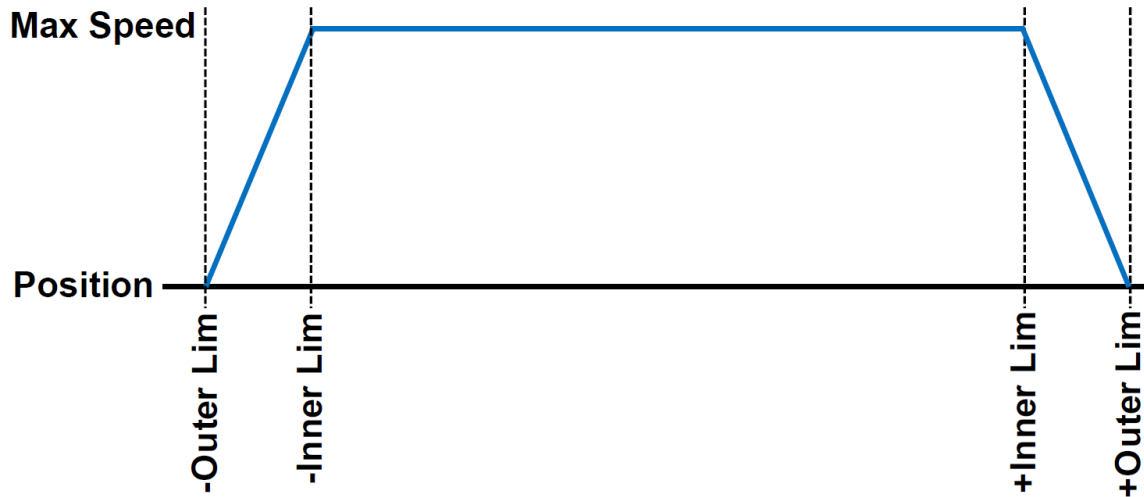 Max Speed
Position
-Outer Lim
-Inner Lim
+Inner Lim
+Outer Lim